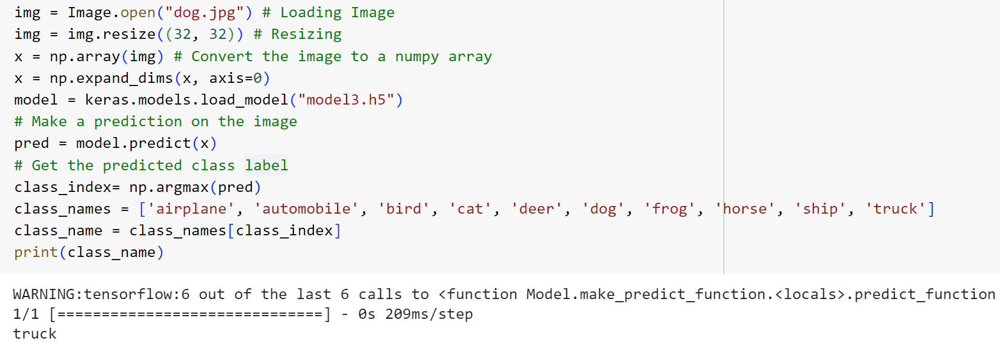 img = Image.open("dog.jpg") # Loading Image
img = img.resize((32, 32)) # Resizing
x = np.array(img) # Convert the image to a numpy array
x = np.expand_dims(x, axis=0)
model = keras.models.load_model("model3.h5")
# Make a prediction on the image
pred = model.predict(x)
# Get the predicted class label
class_index= np.argmax(pred)
class_names = ['airplane', 'automobile', 'bird', 'cat', 'deer', 'dog', 'frog', 'horse', 'ship', 'truck']
class_name = class_names[class_index]
print(class_name)
WARNING:tensorflow:6 out of the last 6 calls to <function Model.make_predict_function.<locals>.predict_function
1/1 [==============================] - 0s 209ms/step
truck